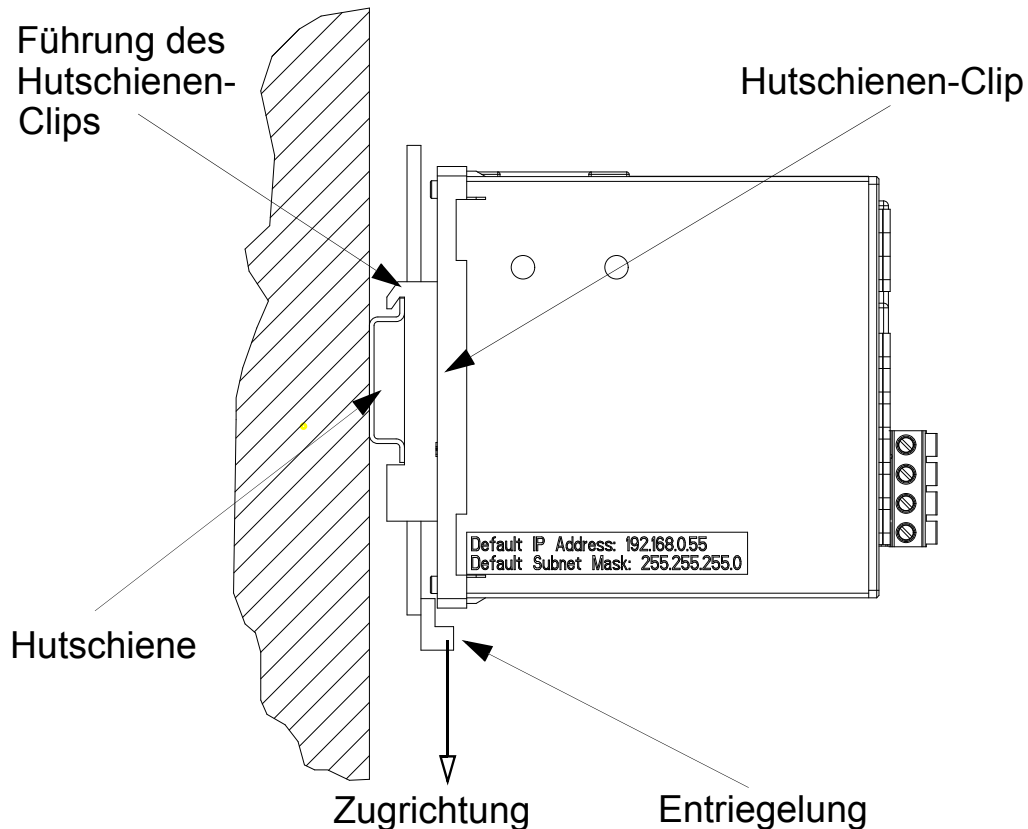 Führung des
Hutschienen-
Clips
Hutschienen-Clip
Default IP Address: 192.168.0.55
Default Subnet Mask: 255.255.255.0
Hutschiene
Zugrichtung
Entriegelung